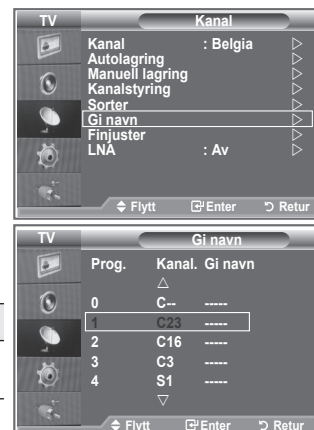 TV Kanal
Kanal : Belgia ▷
Autolagring ▷
Manuell lagring ▷
Kanalstyring ▷
Sorter ▷
Gi navn ▷
Finjuster ▷
LNA : Av ▷
Flytt Enter Retur
TV Gi navn
Prog. Kanal. Gi navn
△
0 C-- -----
1 C23 -----
2 C16 -----
3 C3 -----
4 S1 -----
▽
Flytt Enter Retur